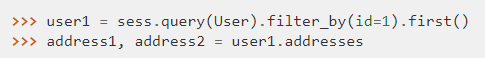 >>> user1 = sess.query(User).filter_by(id=1).first()
>>> address1, address2 = user1.addresses